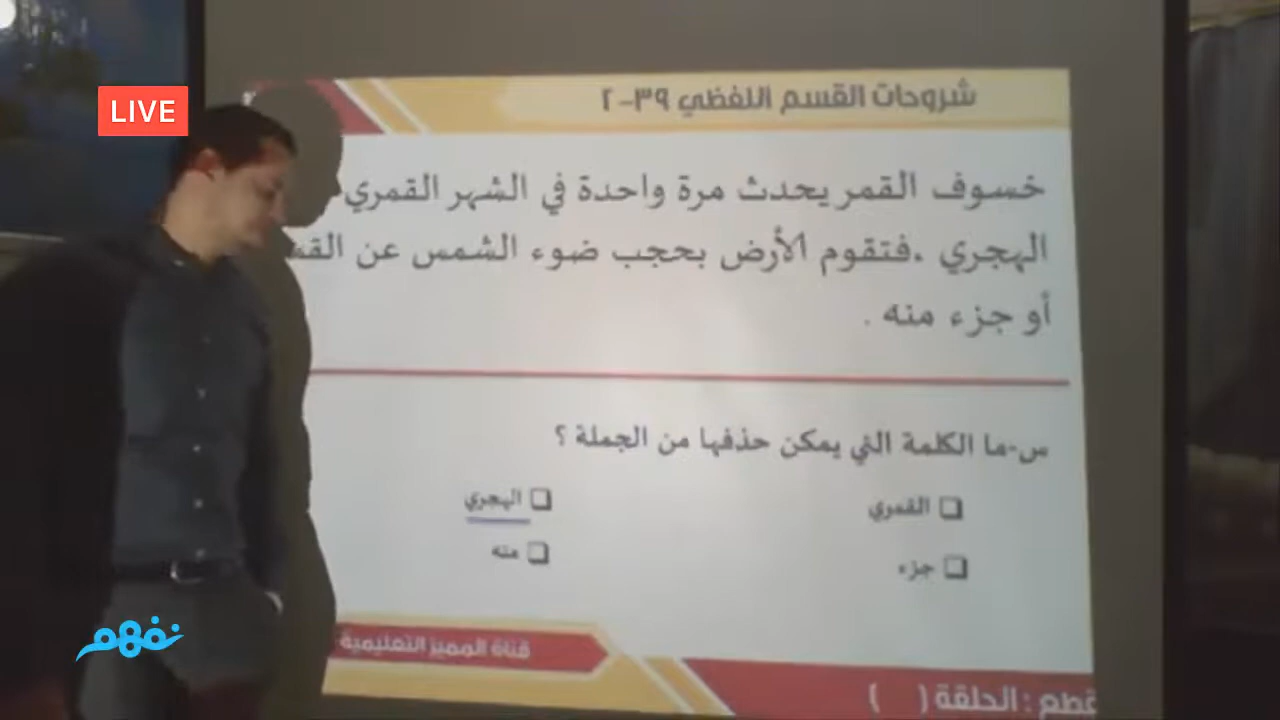 LIVE
شروحات القسم اللفظي ٣٩-٢
خسوف القمر يحدث مرة واحدة في الشهر القمري
الهجري .فتقوم الأرض بحجب ضوء الشمس عن
أو جزء منه .
س-ما الكلمة التي يمكن حذفها من الجملة ؟
القمري
الهجري
جزء
منه
قناة المميز التعليمية
قطع : الحلقة ( )
نفهم